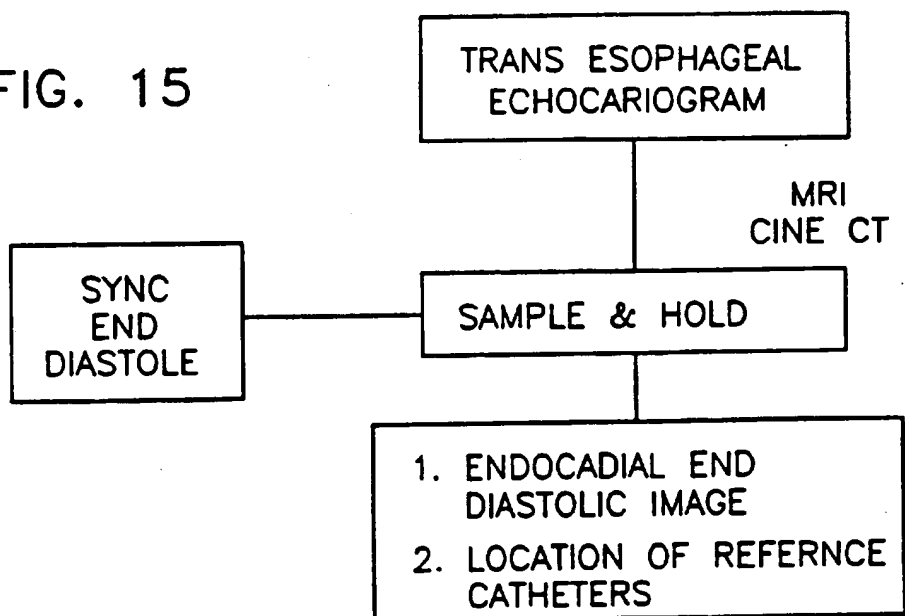 FIG. 15
TRANS ESOPHAGEAL
ECHOCARIOGRAM
MRI
CINE CT
SYNC
END
DIASTOLE
SAMPLE & HOLD
1. ENDOCADIAL END
DIASTOLIC IMAGE
2. LOCATION OF REFERNCE
CATHETERS